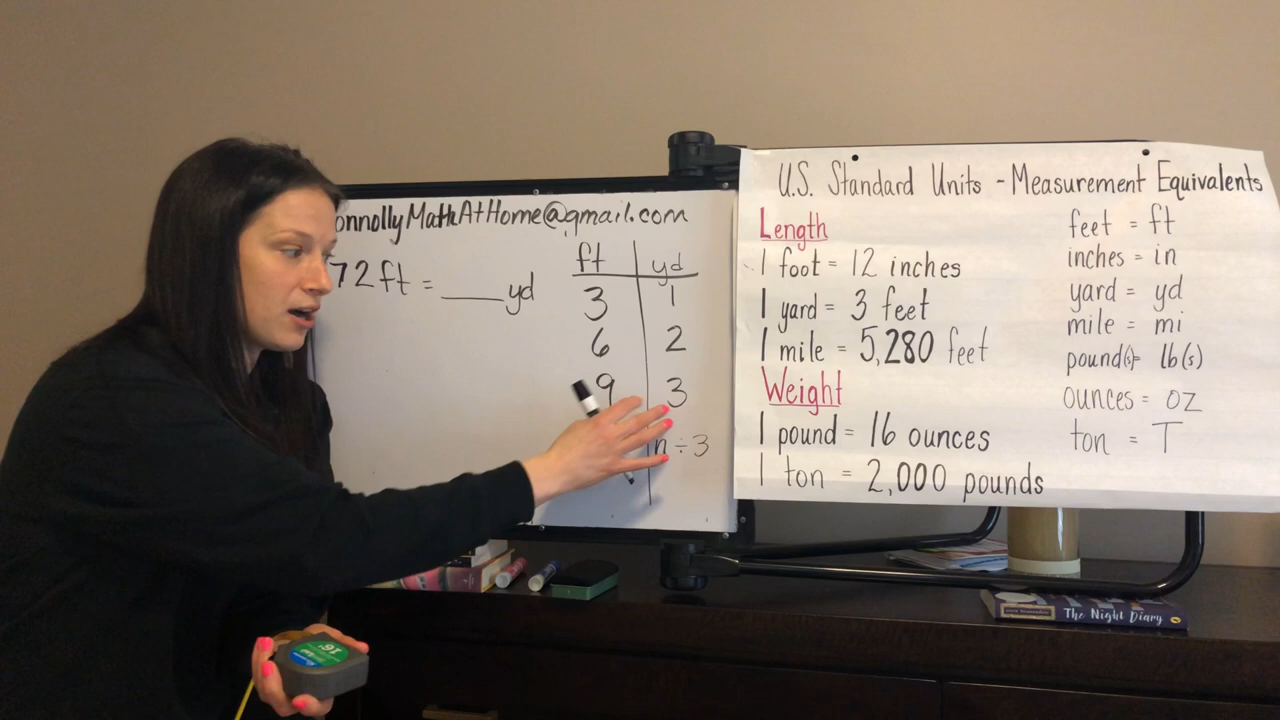 onnollyMathAtHome@gmail.com
72 ft = ____ yd
ft yd
3 1
6 2
9 3
n ÷ 3
U.S. Standard Units - Measurement Equivalents
Length
1 foot = 12 inches
1 yard = 3 feet
1 mile = 5,280 feet
Weight
1 pound = 16 ounces
1 ton = 2,000 pounds
feet = ft
inches = in
yard = yd
mile = mi
pound(s)= lb(s)
ounces = oz
ton = T
The Night Diary
16'